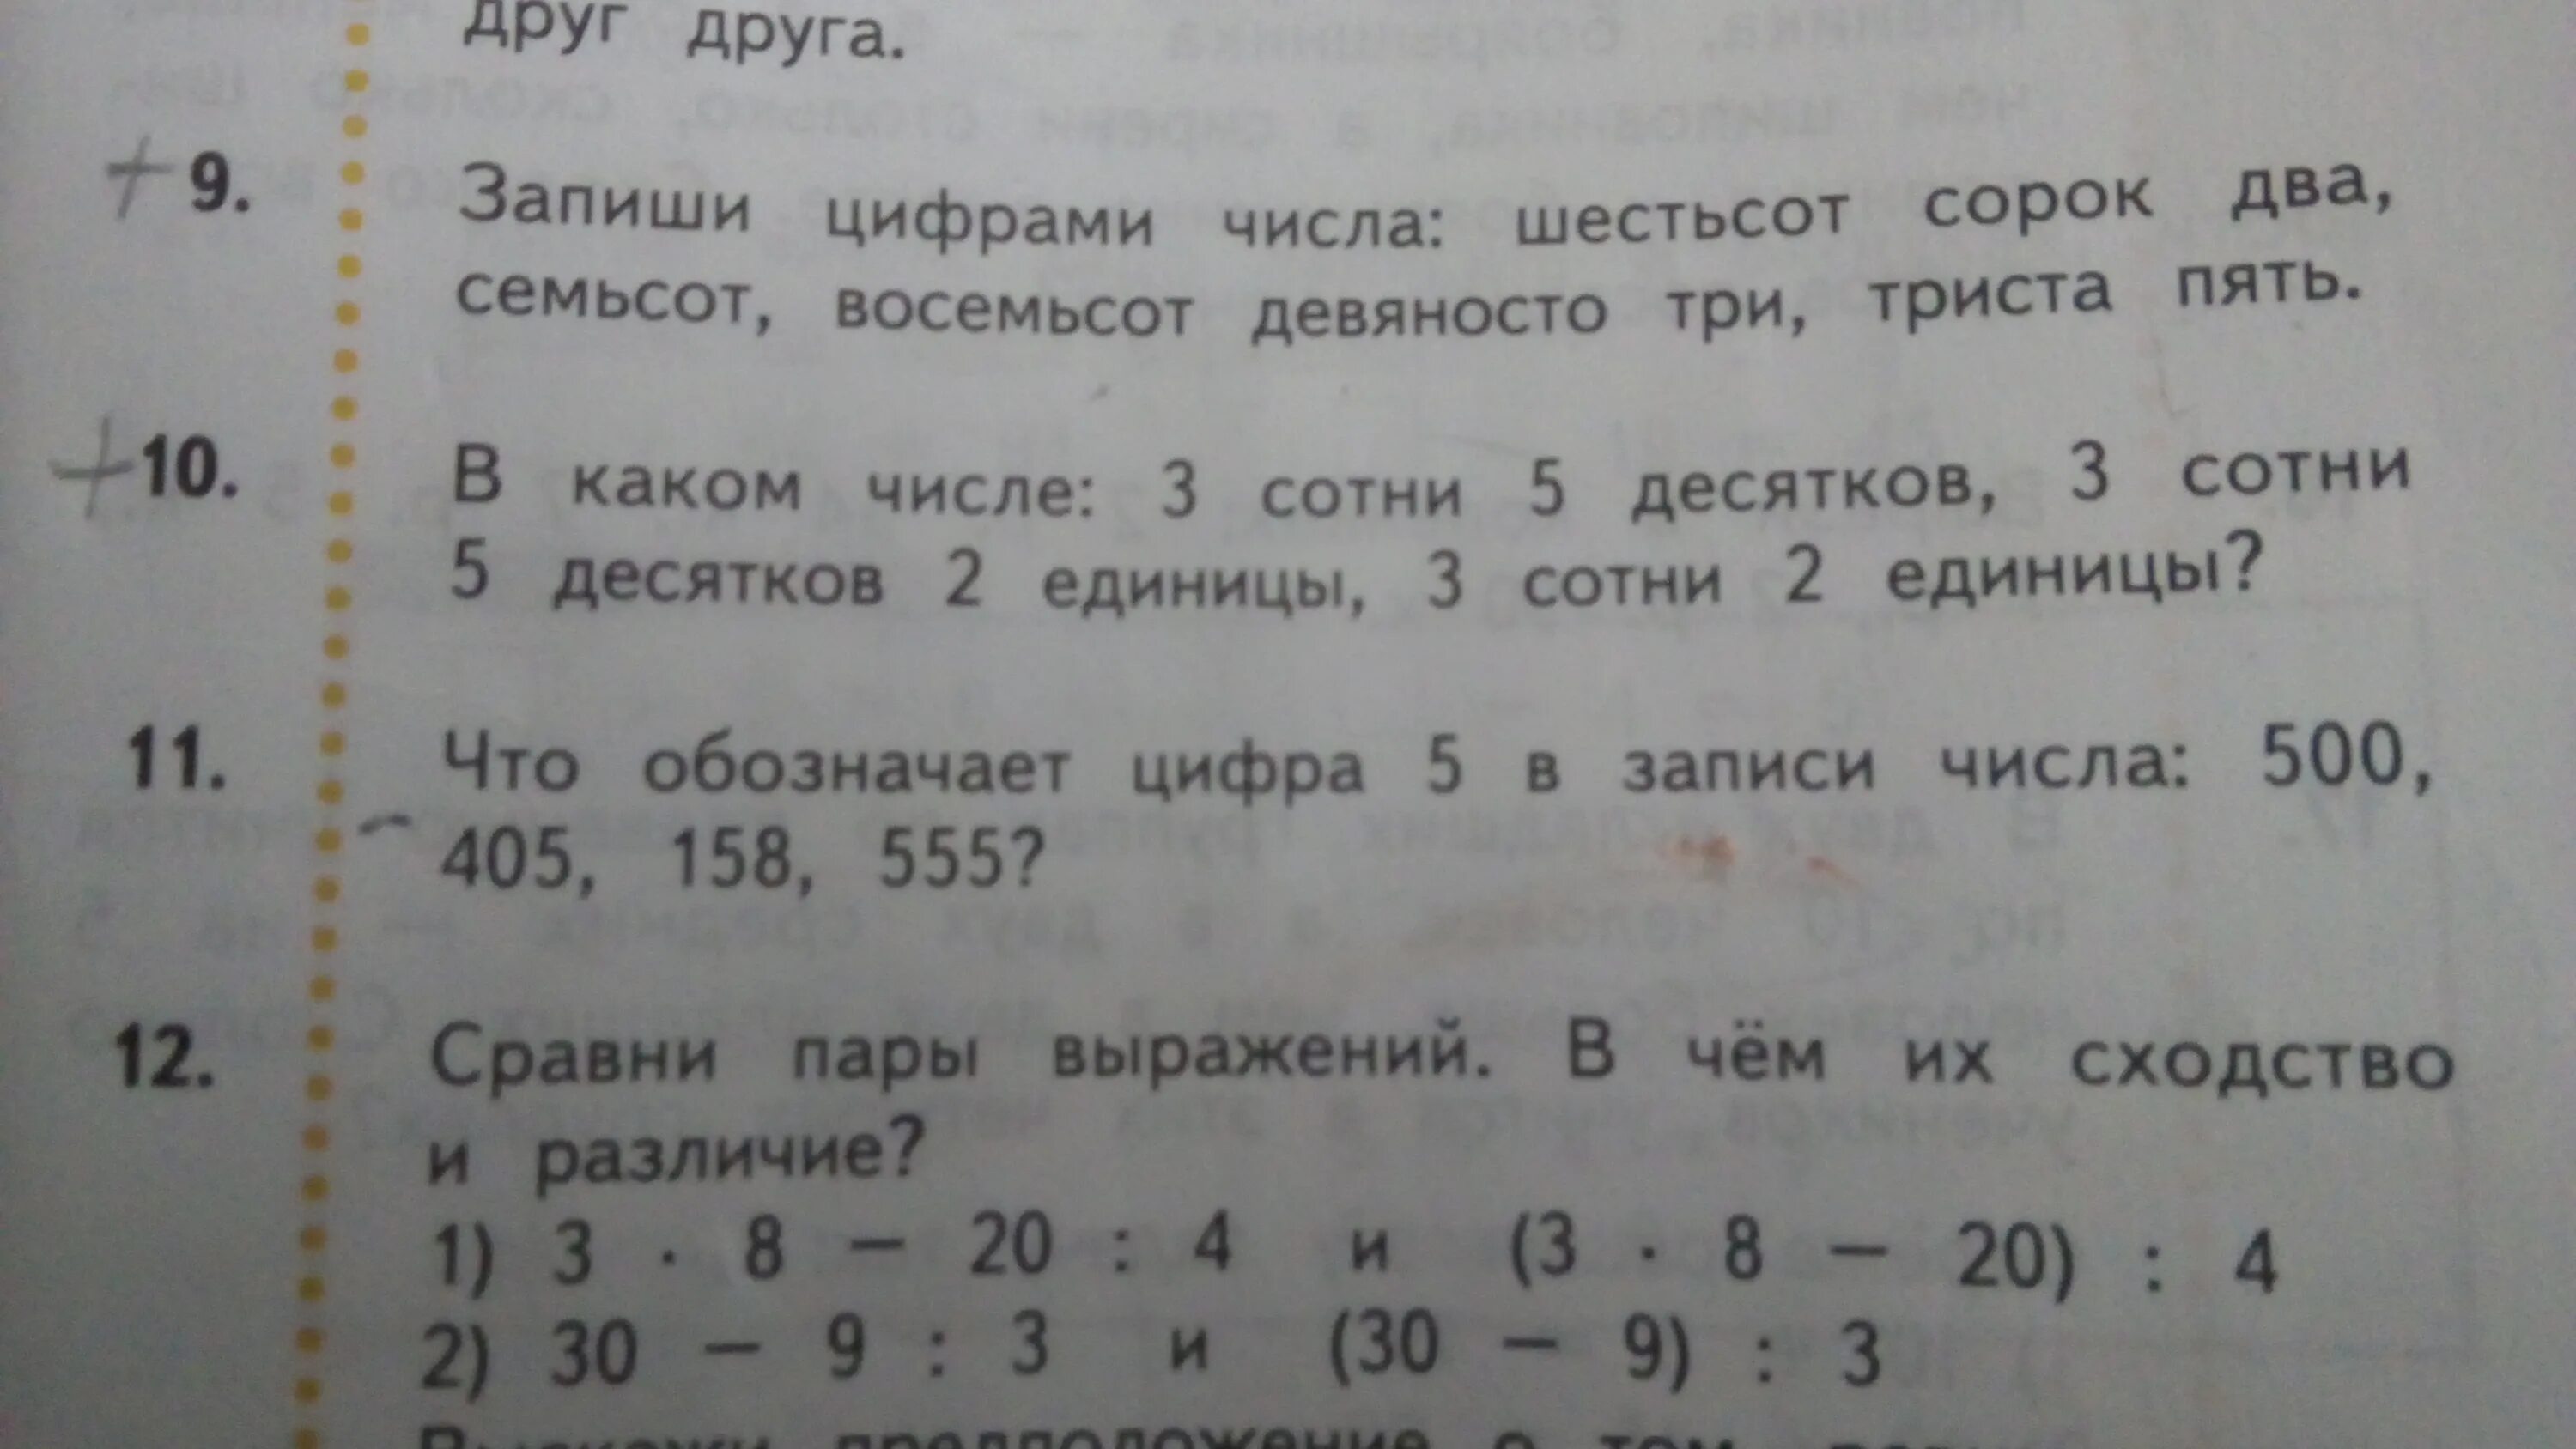 друг друга.
+ 9. Запиши цифрами числа: шестьсот сорок два,
семьсот, восемьсот девяносто три, триста пять.
+ 10. В каком числе: 3 сотни 5 десятков, 3 сотни
5 десятков 2 единицы, 3 сотни 2 единицы?
11. Что обозначает цифра 5 в записи числа: 500,
405, 158, 555?
12. Сравни пары выражений. В чём их сходство
и различие?
1) 3 · 8 − 20 : 4 и (3 · 8 − 20) : 4
2) 30 − 9 : 3 и (30 − 9) : 3
предположение о том,